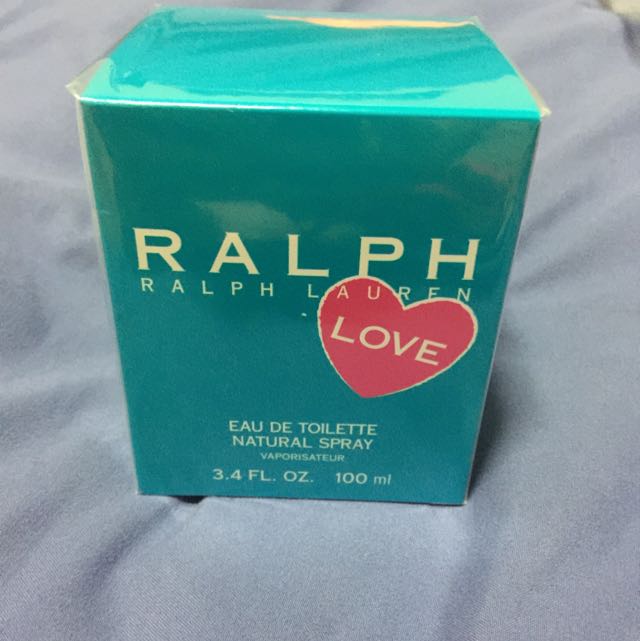 RALPH
RALPH LAUREN
LOVE
EAU DE TOILETTE
NATURAL SPRAY
VAPORISATEUR
3.4 FL. OZ. 100 ml